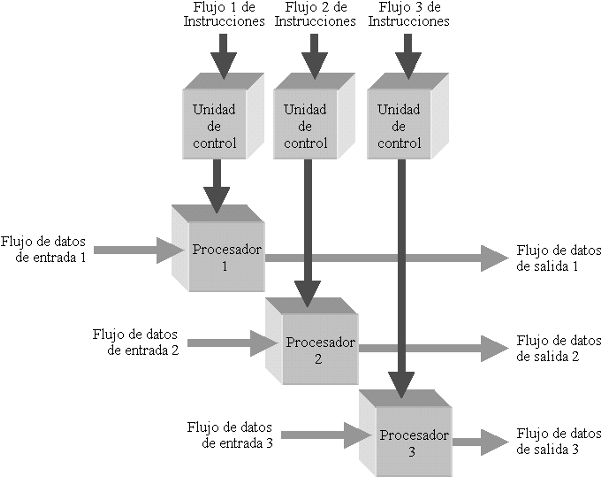 Flujo 1 de
Instrucciones
Flujo 2 de
Instrucciones
Flujo 3 de
Instrucciones
Unidad
de
control
Unidad
de
control
Unidad
de
control
Flujo de datos
de entrada 1
Procesador
1
Flujo de datos
de salida 1
Flujo de datos
de entrada 2
Procesador
2
Flujo de datos
de salida 2
Flujo de datos
de entrada 3
Procesador
3
Flujo de datos
de salida 3